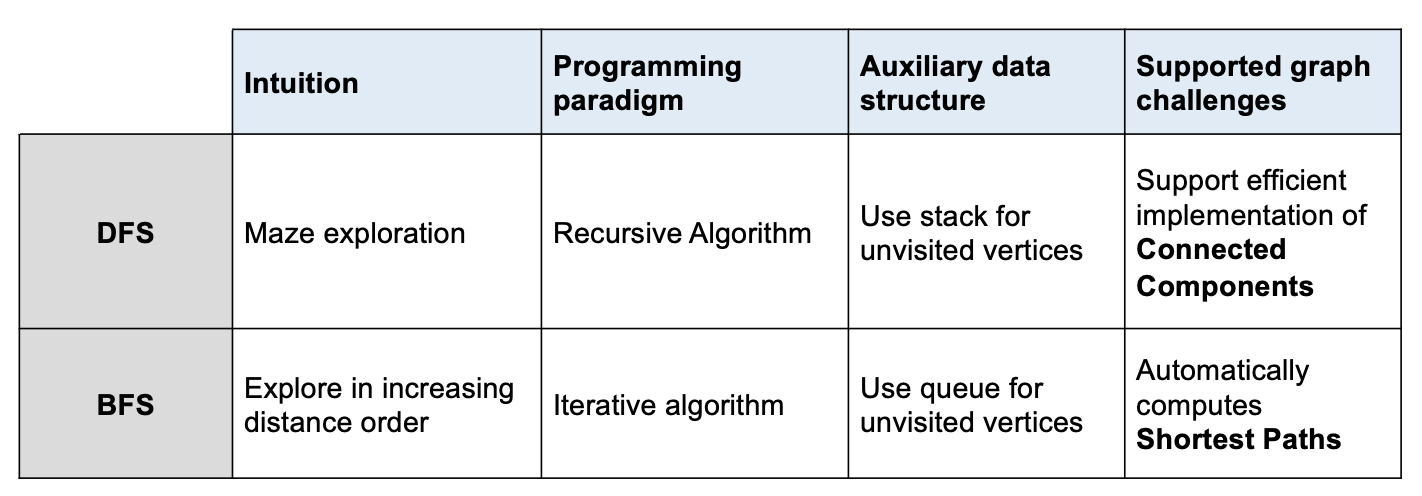 Intuition
Programming
paradigm
Auxiliary data
structure
Supported graph
challenges
DFS
Maze exploration
Recursive Algorithm
Use stack for
unvisited vertices
Support efficient
implementation of
Connected
Components
BFS
Explore in increasing
distance order
Iterative algorithm
Use queue for
unvisited vertices
Automatically
computes
Shortest Paths